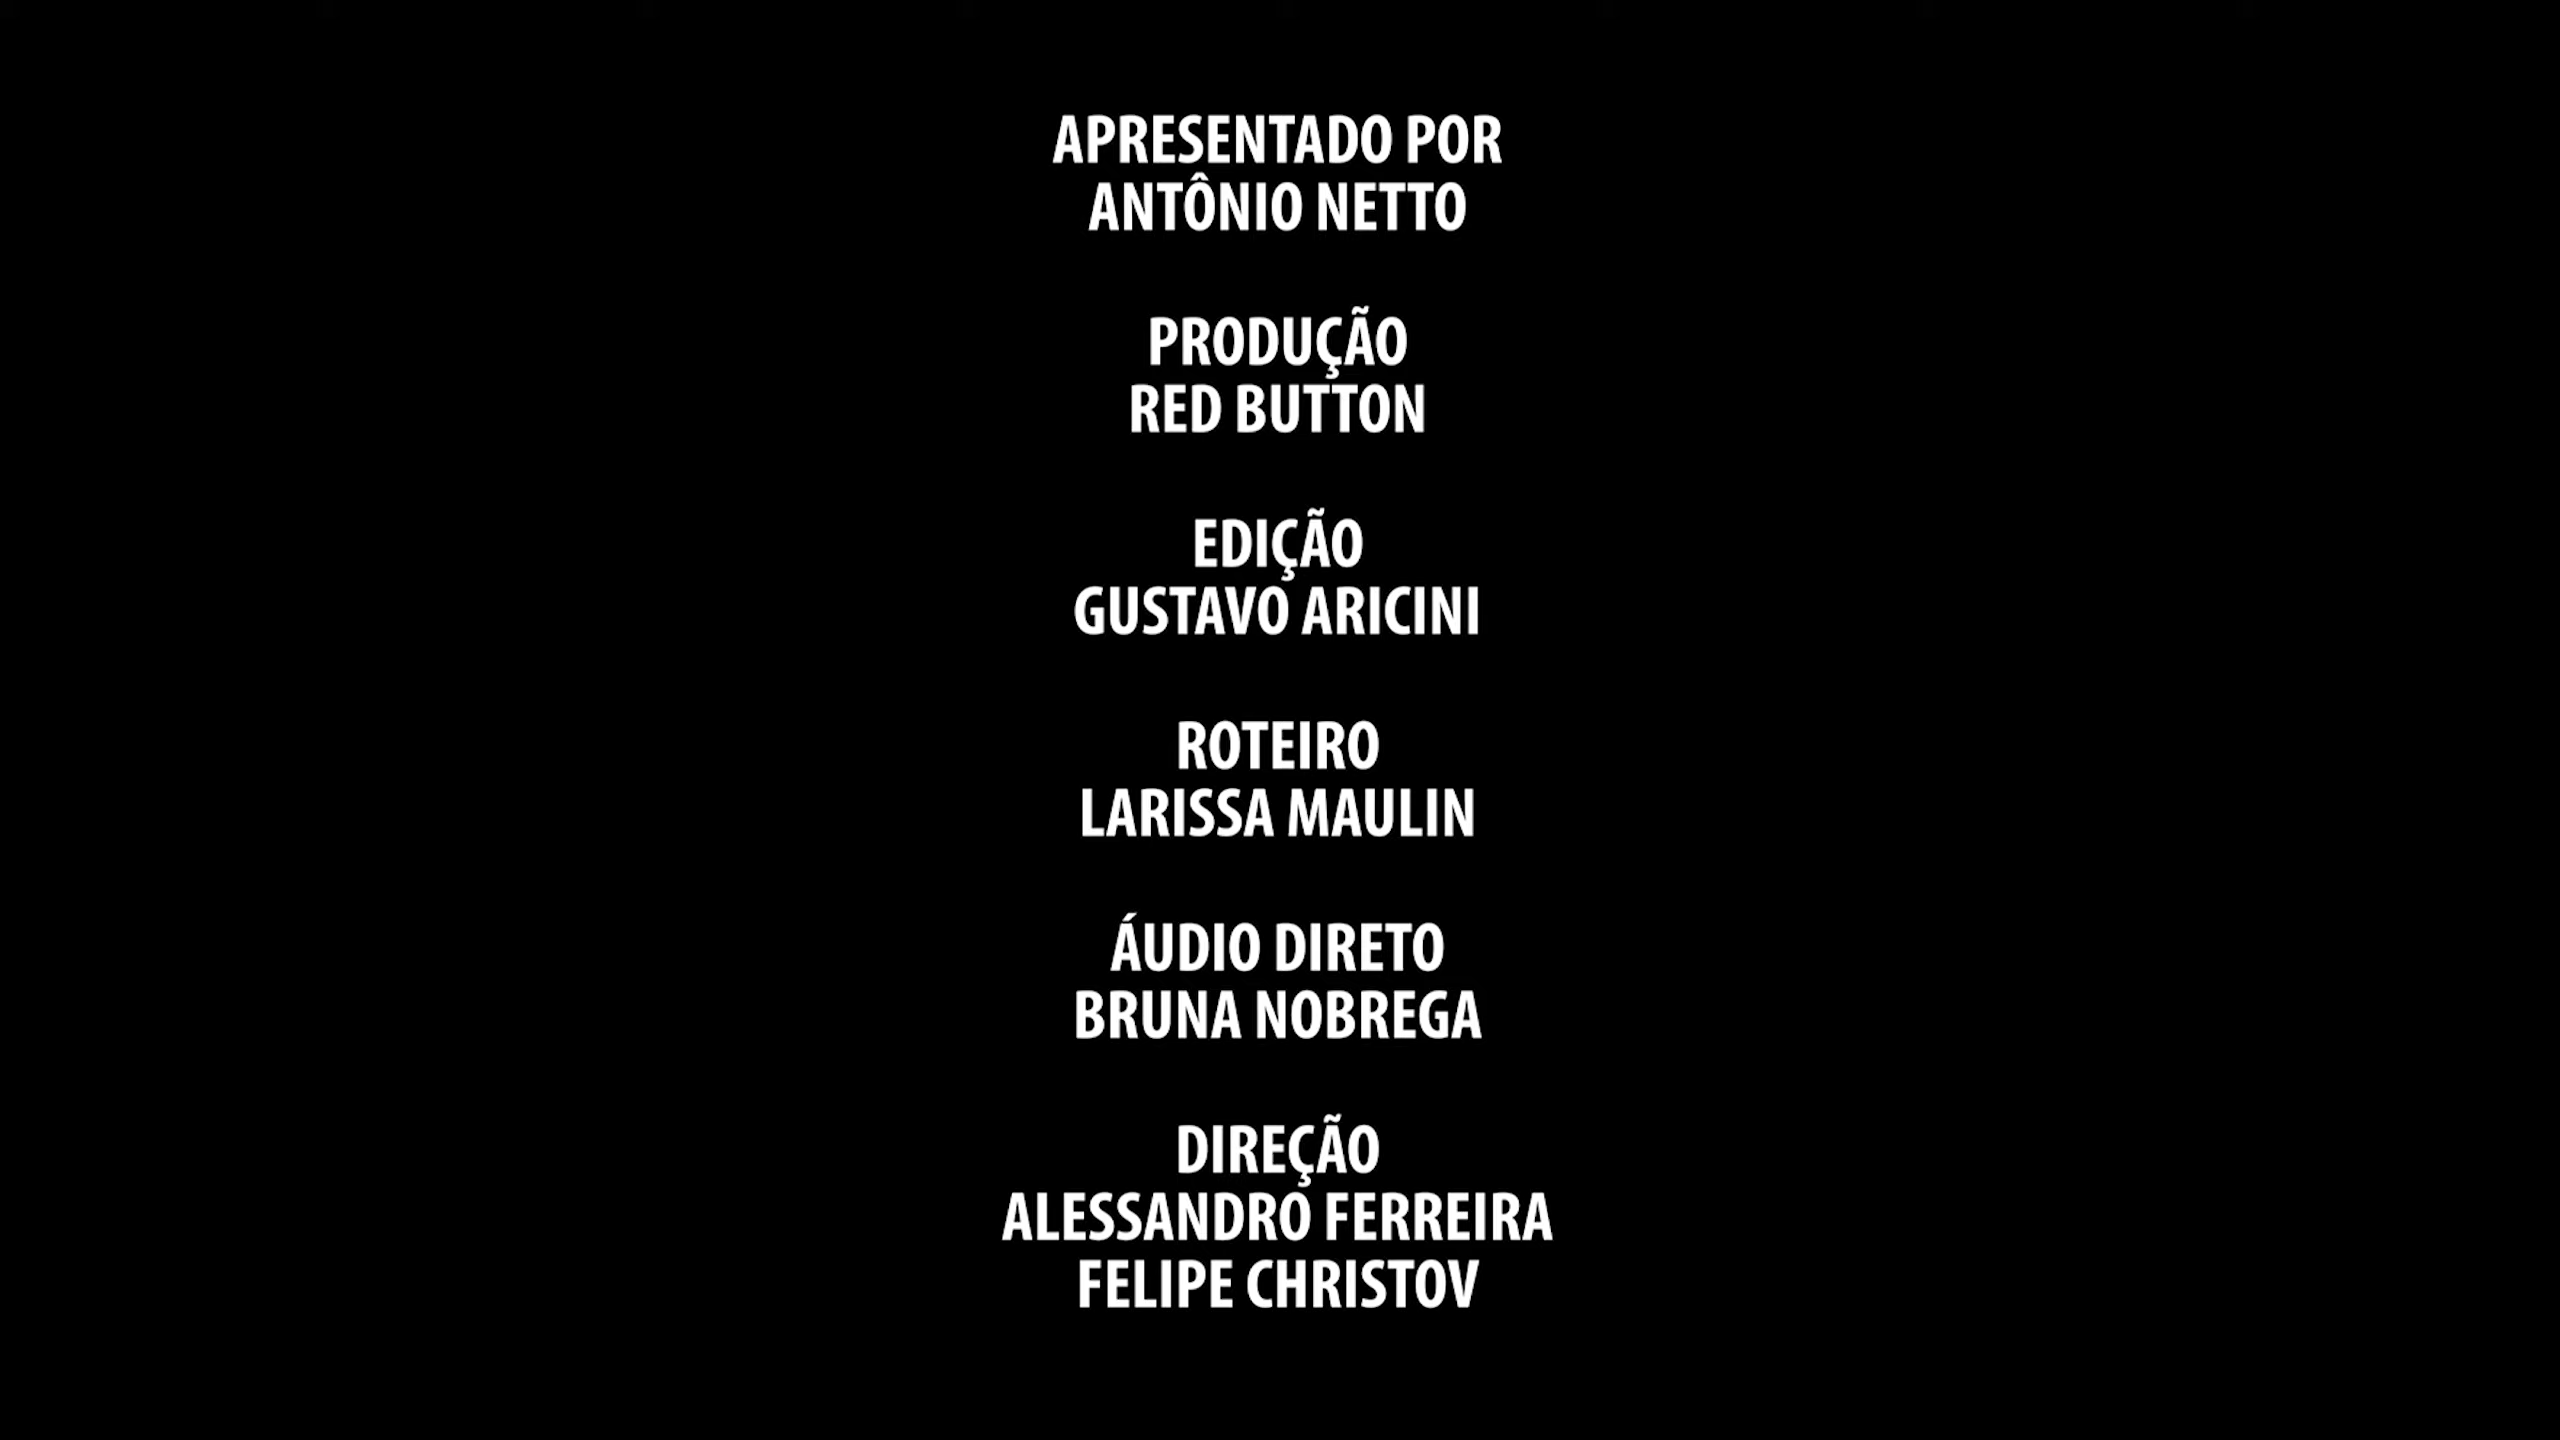 APRESENTADO POR
ANTÔNIO NETTO
PRODUÇÃO
RED BUTTON
EDIÇÃO
GUSTAVO ARICINI
ROTEIRO
LARISSA MAULIN
ÁUDIO DIRETO
BRUNA NOBREGA
DIREÇÃO
ALESSANDRO FERREIRA
FELIPE CHRISTOV